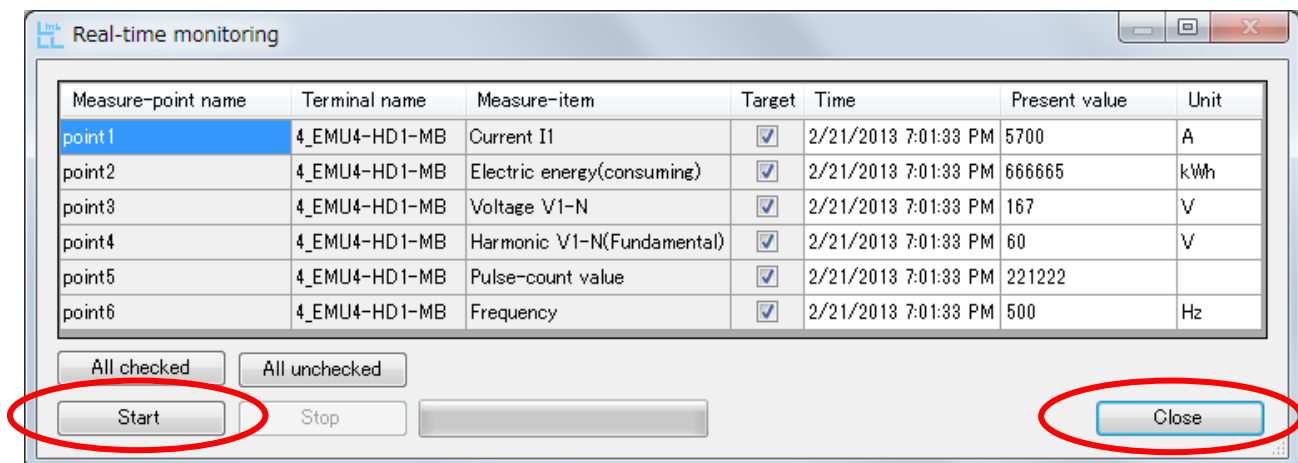 Real-time monitoring
Measure-point name Terminal name Measure-item Target Time Present value Unit
point1 4_EMU4-HD1-MB Current I1 2/21/2013 7:01:33 PM 5700 A
point2 4_EMU4-HD1-MB Electric energy(consuming) 2/21/2013 7:01:33 PM 666665 kWh
point3 4_EMU4-HD1-MB Voltage V1-N 2/21/2013 7:01:33 PM 167 V
point4 4_EMU4-HD1-MB Harmonic V1-N(Fundamental) 2/21/2013 7:01:33 PM 60 V
point5 4_EMU4-HD1-MB Pulse-count value 2/21/2013 7:01:33 PM 221222
point6 4_EMU4-HD1-MB Frequency 2/21/2013 7:01:33 PM 500 Hz
All checked All unchecked
Start Stop Close